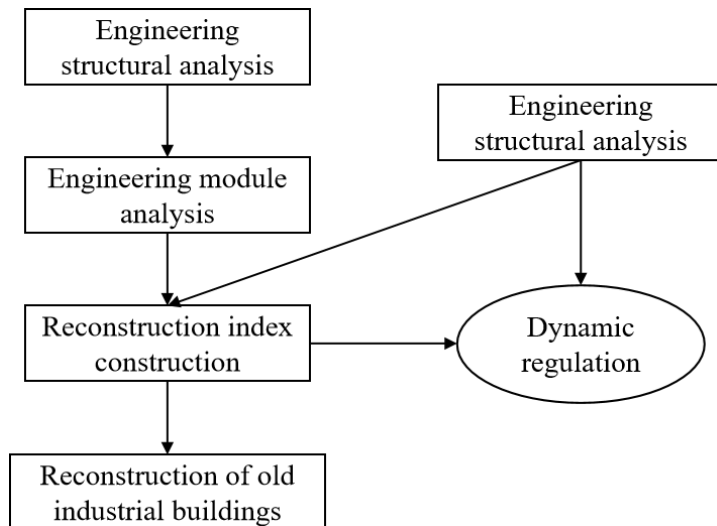 Engineering
structural analysis
Engineering
structural analysis
Engineering module
analysis
Reconstruction index
construction
Dynamic
regulation
Reconstruction of old
industrial buildings